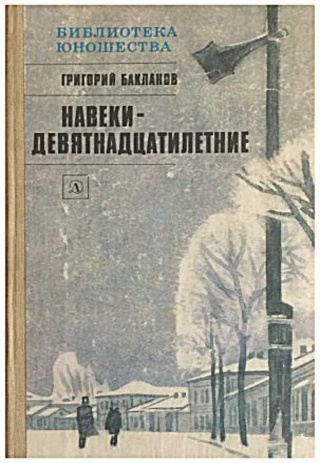 БИБЛИОТЕКА
ЮНОШЕСТВА
ГРИГОРИЙ БАКЛАНОВ
НАВЕКИ-
ДЕВЯТНАДЦАТИЛЕТНИЕ
Д
Л